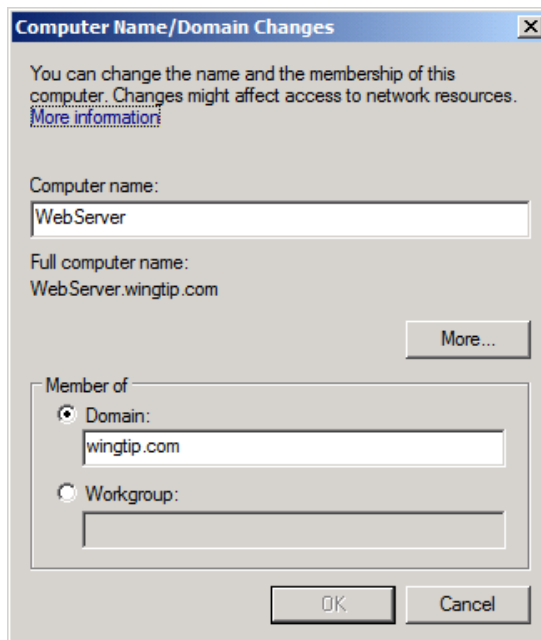 Computer Name/Domain Changes
You can change the name and the membership of this
computer. Changes might affect access to network resources.
More information
Computer name:
WebServer
Full computer name:
WebServer.wingtip.com
More...
Member of
Domain:
wingtip.com
Workgroup:
OK
Cancel